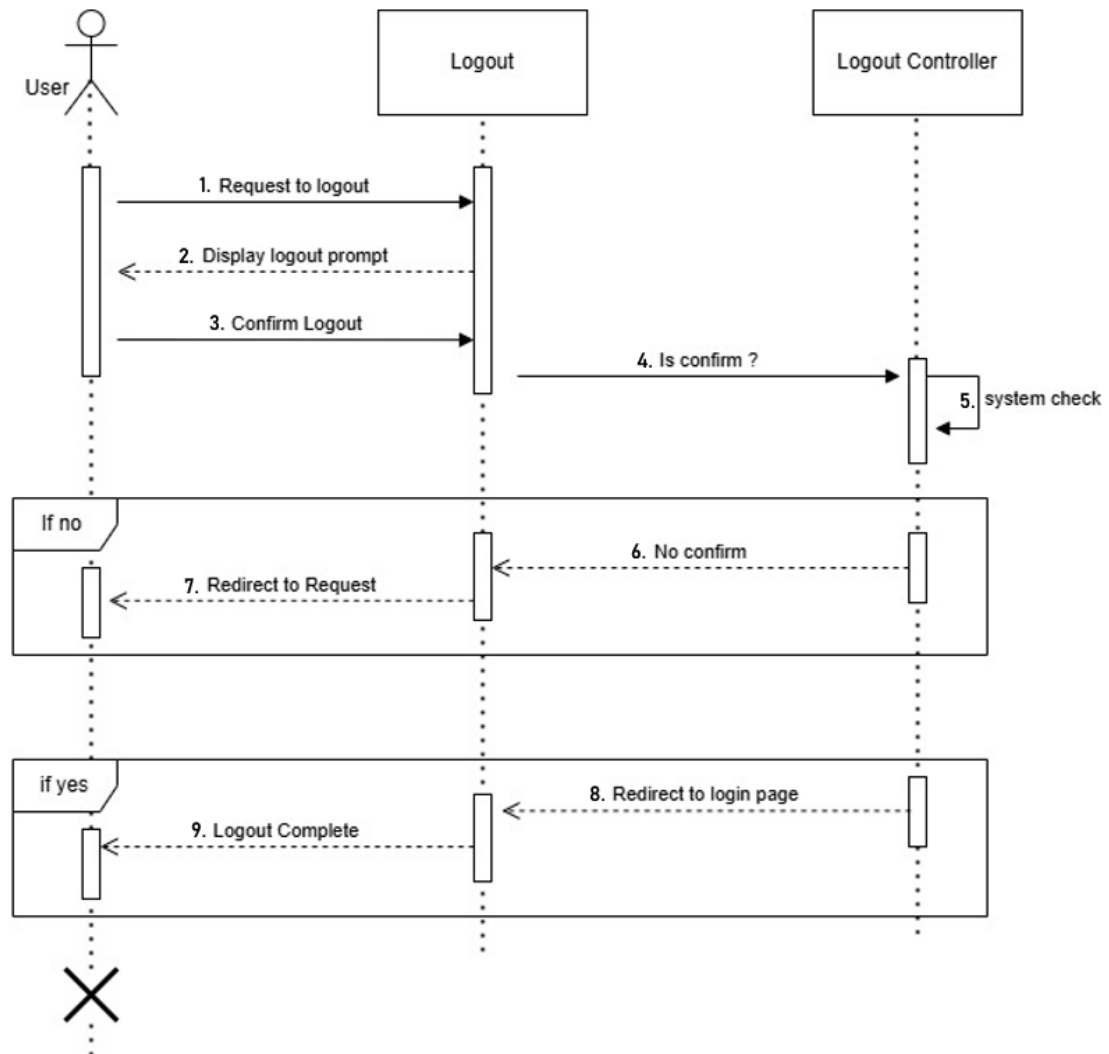 User
Logout
Logout Controller
1. Request to logout
2. Display logout prompt
3. Confirm Logout
4. Is confirm ?
5. system check
If no
6. No confirm
7. Redirect to Request
if yes
8. Redirect to login page
9. Logout Complete